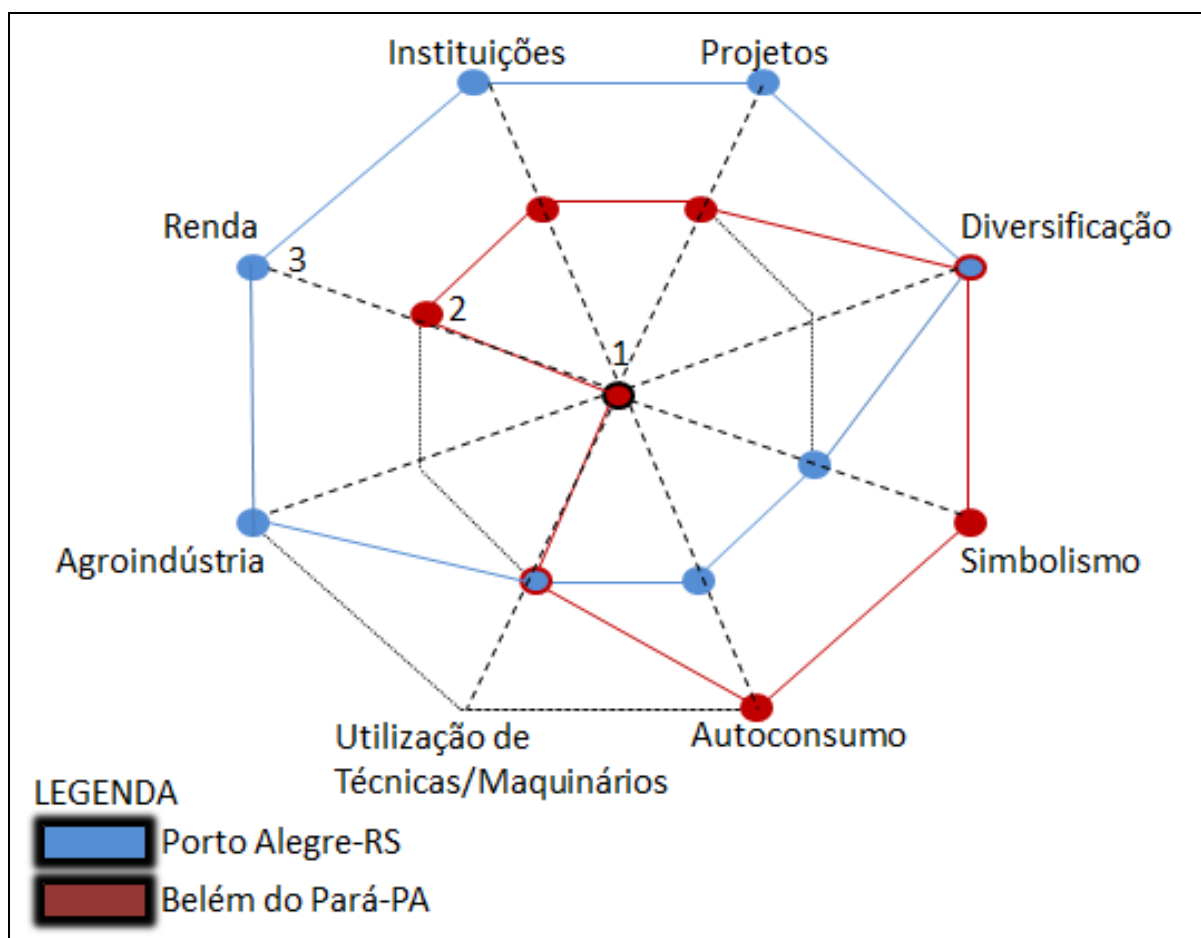 Instituições
Projetos
Renda
Diversificação
3
2
1
Agroindústria
Simbolismo
Utilização de
Técnicas/Maquinários
Autoconsumo
LEGENDA
Porto Alegre-RS
Belém do Pará-PA